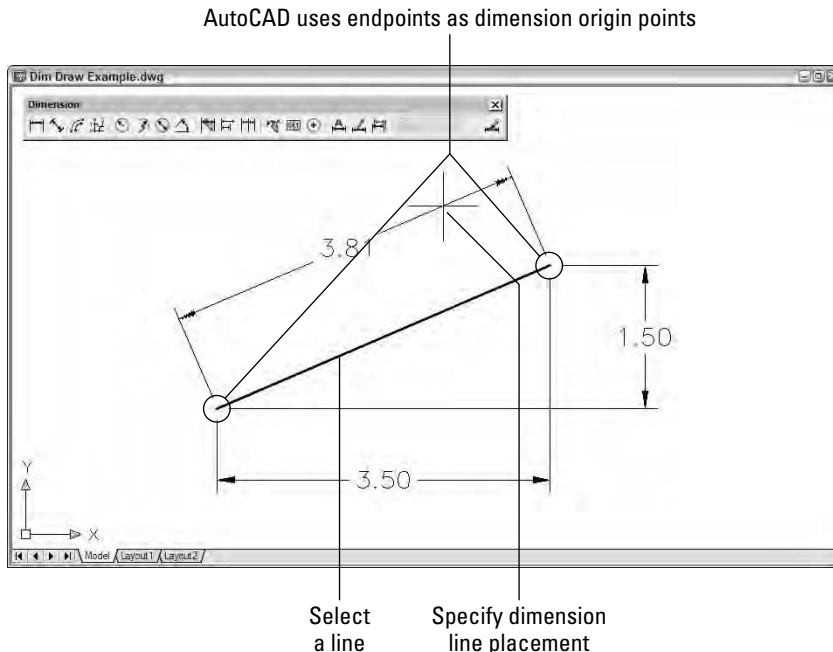 AutoCAD uses endpoints as dimension origin points
Dim Draw Example.dwg
Dimension
3.81
1.50
3.50
Y
X
Model
Layout1
Layout2
Select
a line
Specify dimension
line placement